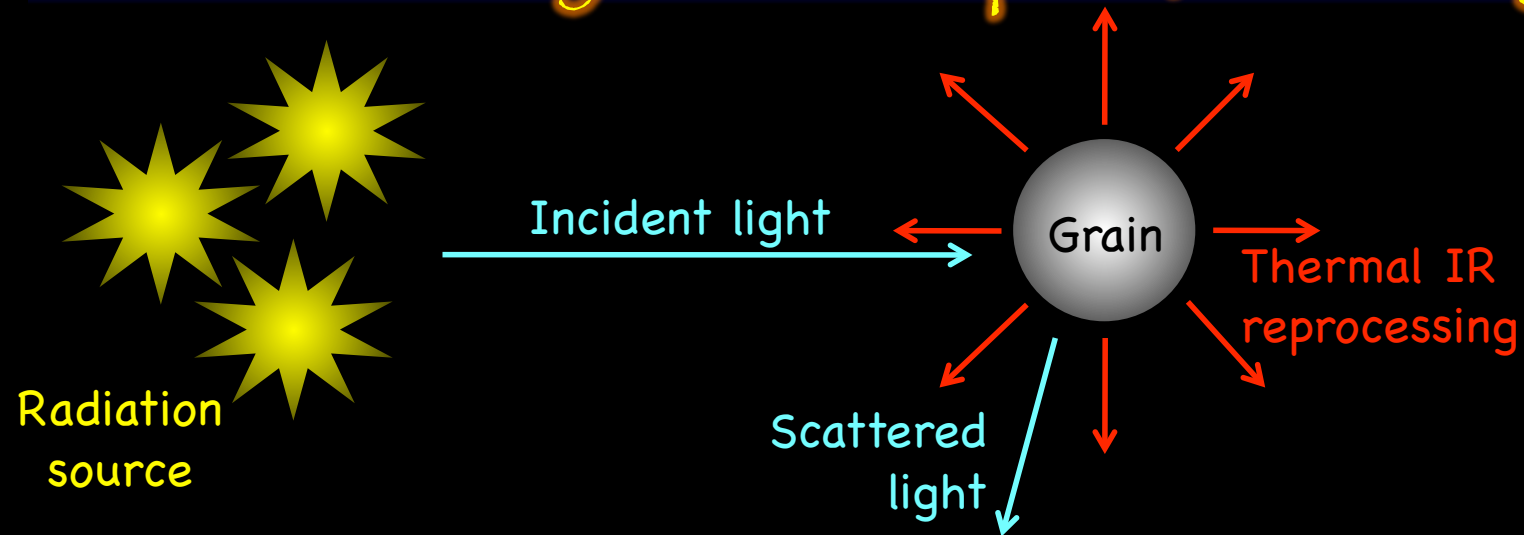 Incident light
Grain
Thermal IR
reprocessing
Radiation
source
Scattered
light